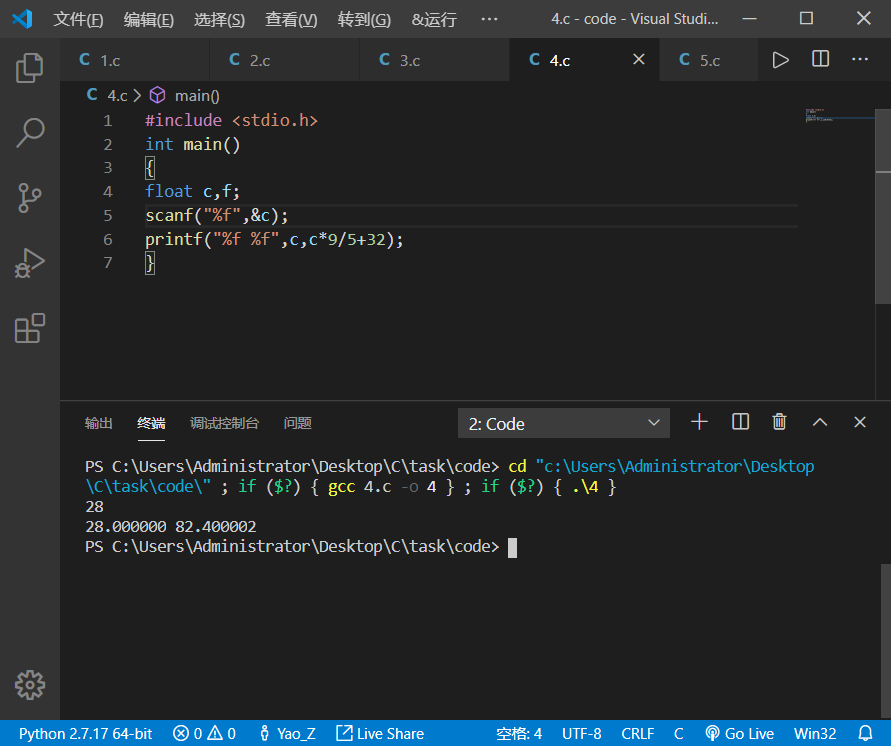 文件(F) 编辑(E) 选择(S) 查看(V) 转到(G) &运行 ··· 4.c - code - Visual Studi...
C 1.c C 2.c C 3.c C 4.c C 5.c ···
C 4.c > main()
1 #include <stdio.h>
2 int main()
3 {
4 float c,f;
5 scanf("%f",&c);
6 printf("%f %f",c,c*9/5+32);
7 }
输出 终端 调试控制台 问题 2: Code
PS C:\Users\Administrator\Desktop\C\task\code> cd "c:\Users\Administrator\Desktop
\C\task\code\" ; if ($?) { gcc 4.c -o 4 } ; if ($?) { .\4 }
28
28.000000 82.400002
PS C:\Users\Administrator\Desktop\C\task\code>
Python 2.7.17 64-bit 0 0 Yao_Z Live Share 空格: 4 UTF-8 CRLF C Go Live Win32